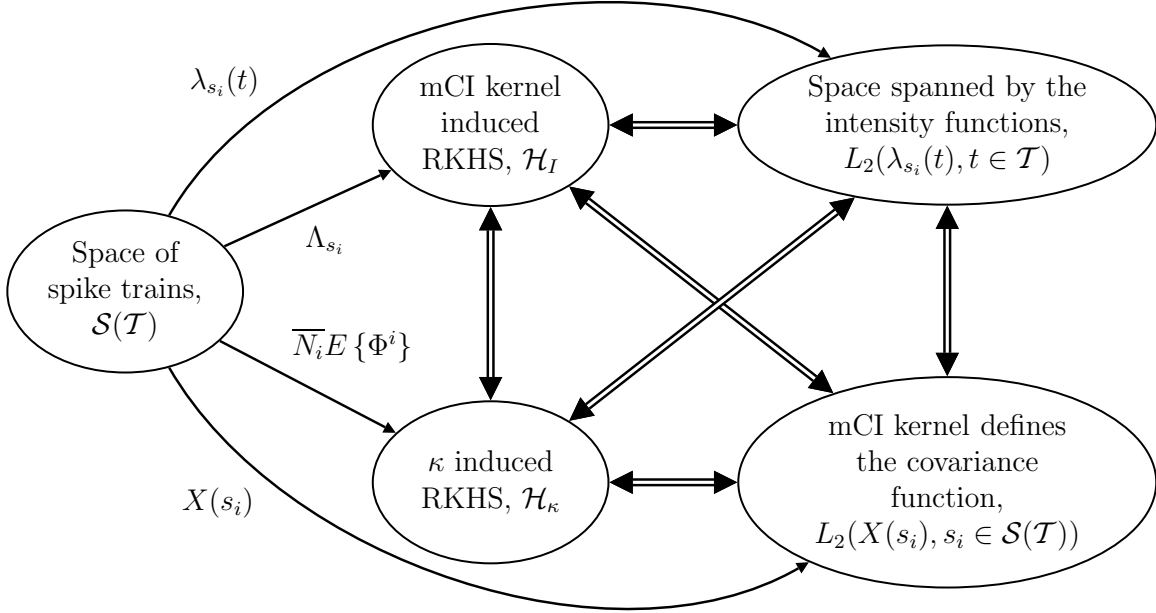 λ_{s_i}(t)
mCI kernel
induced
RKHS, ℋ_I
Space spanned by the
intensity functions,
L_2(λ_{s_i}(t), t ∈ 𝒯)
Λ_{s_i}
Space of
spike trains,
𝒮(𝒯)
\overline{N_i}E {Φ^i}
X(s_i)
κ induced
RKHS, ℋ_κ
mCI kernel defines
the covariance
function,
L_2(X(s_i), s_i ∈ 𝒮(𝒯))